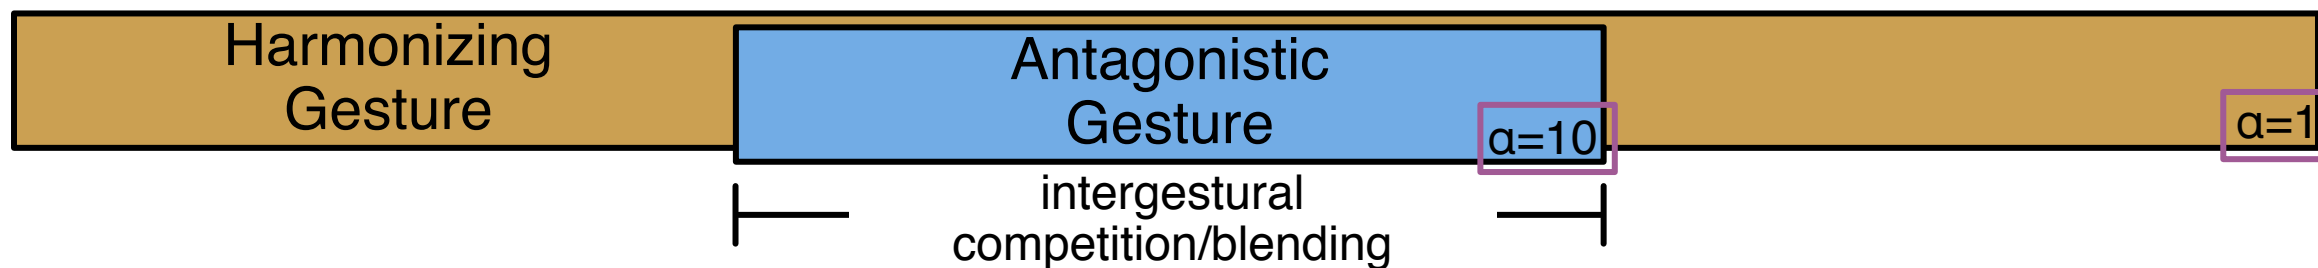 Harmonizing
Gesture
Antagonistic
Gesture
α=10
α=1
intergestural
competition/blending